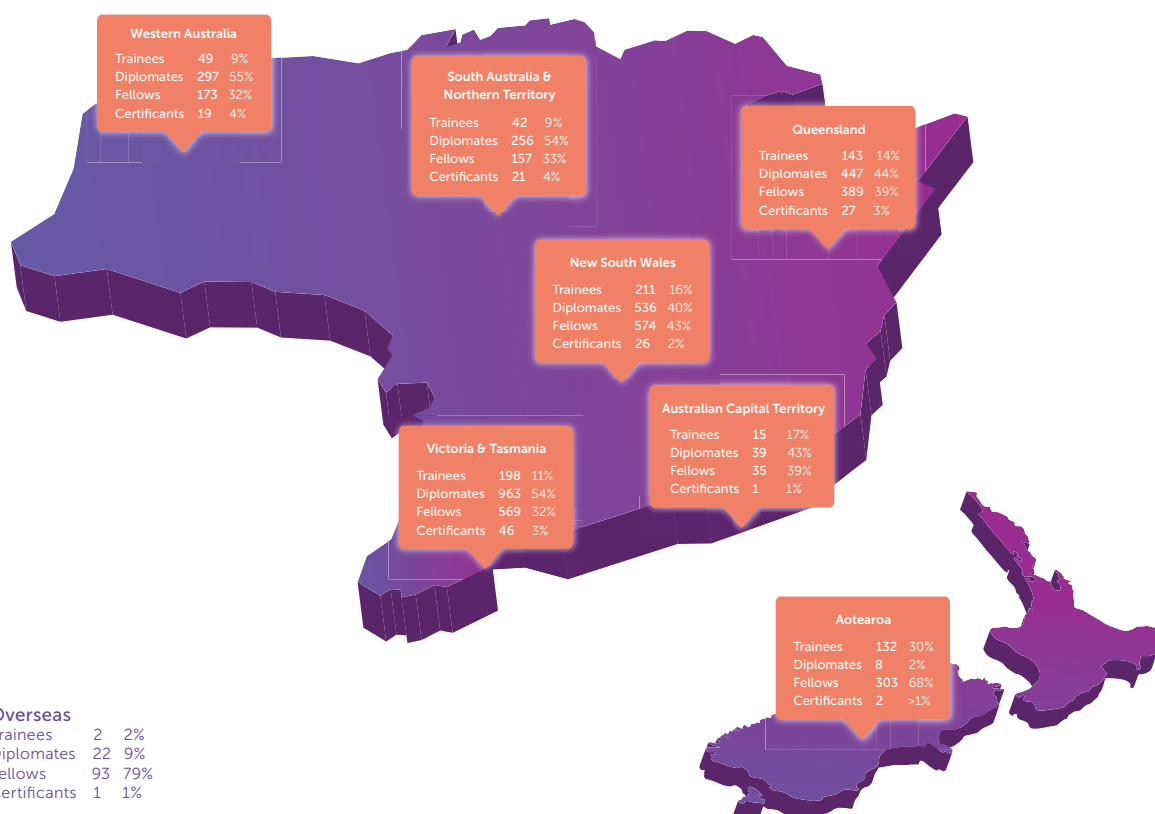 Western Australia
Trainees 49 9%
Diplomates 297 55%
Fellows 173 32%
Certificants 19 4%
South Australia &
Northern Territory
Trainees 42 9%
Diplomates 256 54%
Fellows 157 33%
Certificants 21 4%
Queensland
Trainees 143 14%
Diplomates 447 44%
Fellows 389 39%
Certificants 27 3%
New South Wales
Trainees 211 16%
Diplomates 536 40%
Fellows 574 43%
Certificants 26 2%
Australian Capital Territory
Trainees 15 17%
Diplomates 39 43%
Fellows 35 39%
Certificants 1 1%
Victoria & Tasmania
Trainees 198 11%
Diplomates 963 54%
Fellows 569 32%
Certificants 46 3%
Aotearoa
Trainees 132 30%
Diplomates 8 2%
Fellows 303 68%
Certificants 2 >1%
Overseas
rainees 2 2%
iplomates 22 9%
ellows 93 79%
ertificants 1 1%